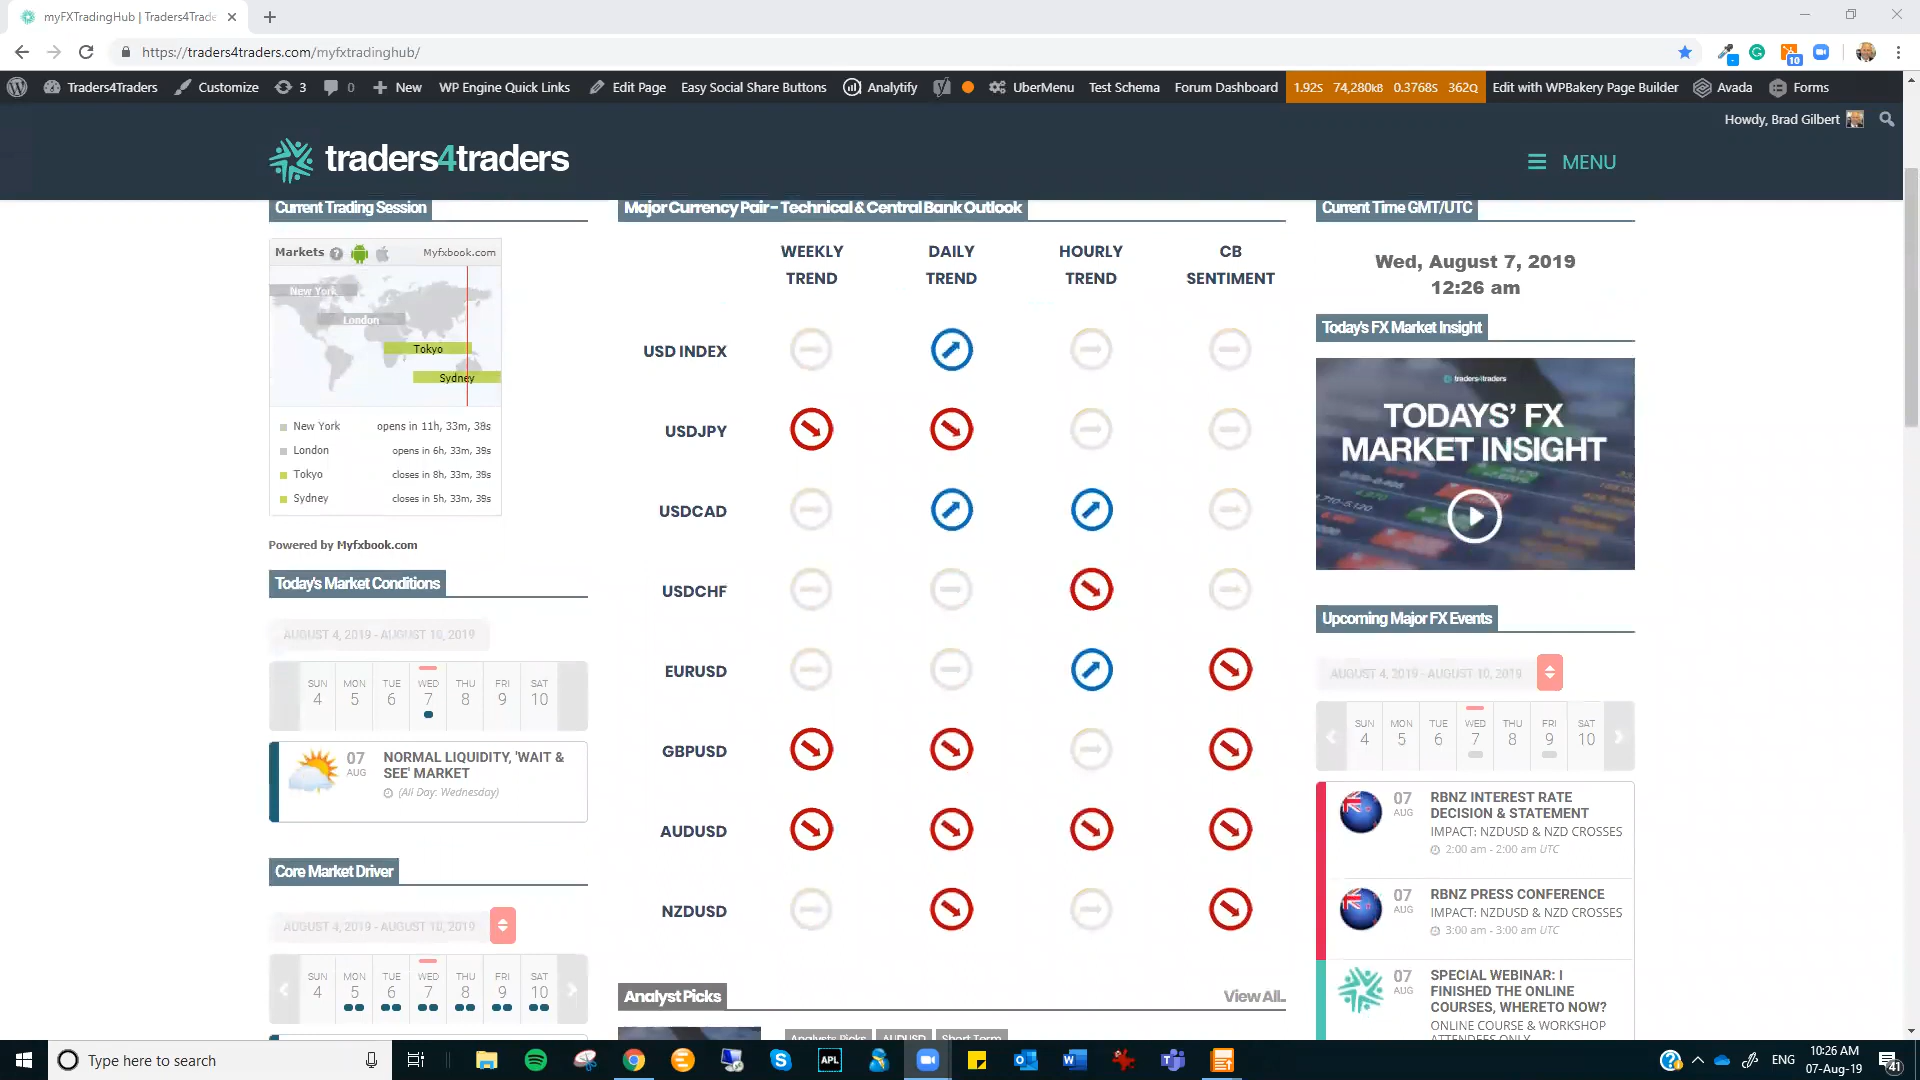 myFXTradingHub | Traders4Trade
https://traders4traders.com/myfxtradinghub/
10
Traders4Traders
Customize
3
0
New
WP Engine Quick Links
Edit Page
Easy Social Share Buttons
Analytify
UberMenu
Test Schema
Forum Dashboard
1.92S 74,280KB 0.3768S 362Q
Edit with WPBakery Page Builder
Avada
Forms
Howdy, Brad Gilbert
traders4traders
MENU
Current Trading Session
Markets ? Myfxbook.com
New York
London
Tokyo
Sydney
New York opens in 11h, 33m, 38s
London opens in 6h, 33m, 39s
Tokyo closes in 8h, 33m, 39s
Sydney closes in 5h, 33m, 39s
Powered by Myfxbook.com
Today's Market Conditions
AUGUST 4, 2019 - AUGUST 10, 2019
SUN MON TUE WED THU FRI SAT
4 5 6 7 8 9 10
07 AUG
NORMAL LIQUIDITY, 'WAIT &
SEE' MARKET
(All Day: Wednesday)
Core Market Driver
AUGUST 4, 2019 - AUGUST 10, 2019
SUN MON TUE WED THU FRI SAT
4 5 6 7 8 9 10
Major Currency Pair - Technical & Central Bank Outlook
WEEKLY TREND
DAILY TREND
HOURLY TREND
CB SENTIMENT
USD INDEX
USDJPY
USDCAD
USDCHF
EURUSD
GBPUSD
AUDUSD
NZDUSD
Analyst Picks
View All..
Analysts Picks AUDUSD Short Term
Current Time GMT/UTC
Wed, August 7, 2019
12:26 am
Today's FX Market Insight
traders4traders
TODAYS' FX
MARKET INSIGHT
Upcoming Major FX Events
AUGUST 4, 2019 - AUGUST 10, 2019
SUN MON TUE WED THU FRI SAT
4 5 6 7 8 9 10
07 AUG
RBNZ INTEREST RATE
DECISION & STATEMENT
IMPACT: NZDUSD & NZD CROSSES
2:00 am - 2:00 am UTC
07 AUG
RBNZ PRESS CONFERENCE
IMPACT: NZDUSD & NZD CROSSES
3:00 am - 3:00 am UTC
07 AUG
SPECIAL WEBINAR: I
FINISHED THE ONLINE
COURSES, WHERETO NOW?
ONLINE COURSE & WORKSHOP
ATTENDEES ONLY
Type here to search
APL
ENG
10:26 AM
07-Aug-19
41